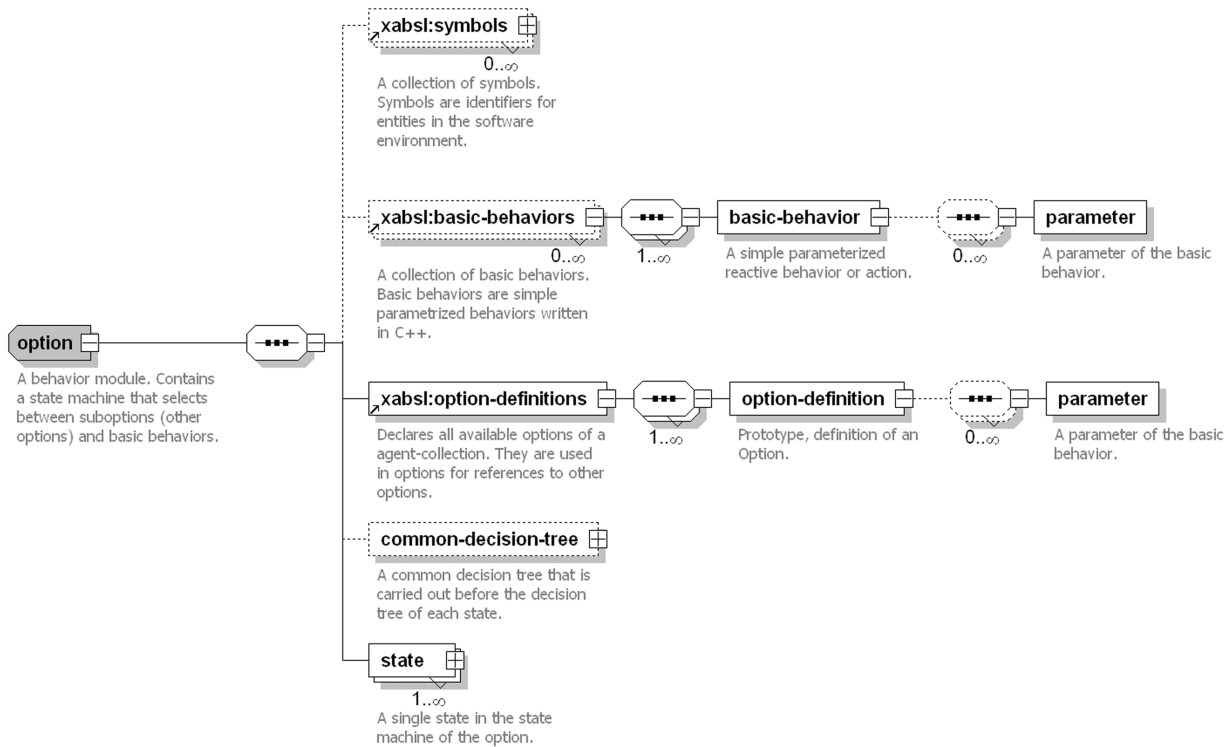 xabsl:symbols
0..∞
A collection of symbols.
Symbols are identifiers for
entities in the software
environment.
xabsl:basic-behaviors
basic-behavior
parameter
0..∞
1..∞
0..∞
A collection of basic behaviors.
Basic behaviors are simple
parametrized behaviors written
in C++.
A simple parameterized
reactive behavior or action.
A parameter of the basic
behavior.
option
A behavior module. Contains
a state machine that selects
between suboptions (other
options) and basic behaviors.
xabsl:option-definitions
option-definition
parameter
1..∞
0..∞
Declares all available options of a
agent-collection. They are used
in options for references to other
options.
Prototype, definition of an
Option.
A parameter of the basic
behavior.
common-decision-tree
A common decision tree that is
carried out before the decision
tree of each state.
state
1..∞
A single state in the state
machine of the option.